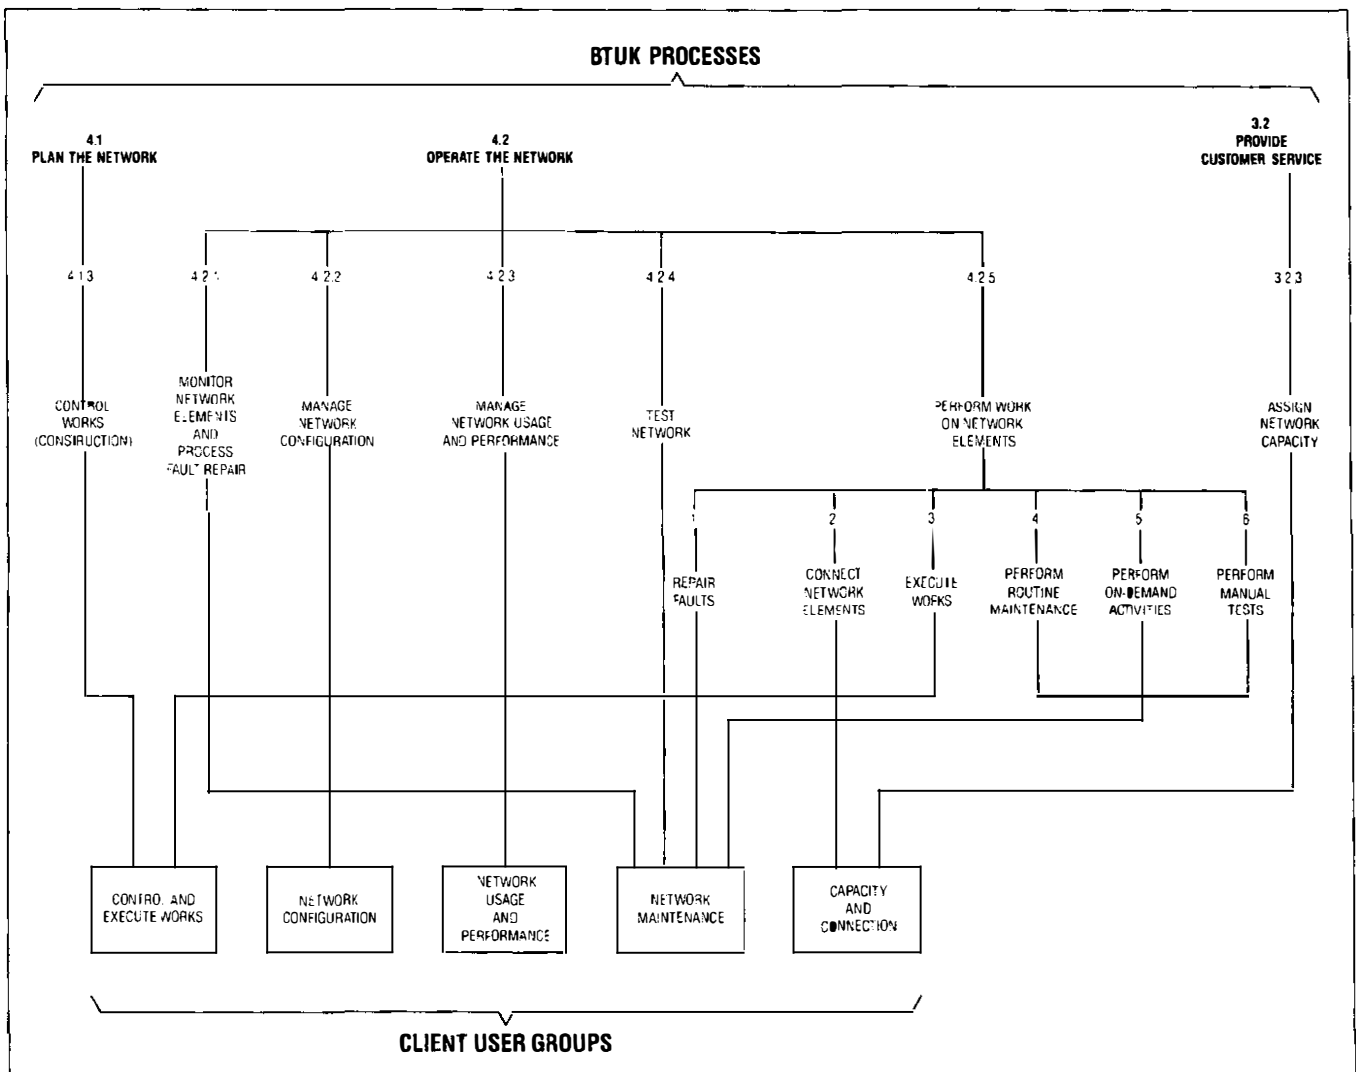 BTUK PROCESSES
4.1
PLAN THE NETWORK
4.2
OPERATE THE NETWORK
3.2
PROVIDE
CUSTOMER SERVICE
4.1.3
4.2.1
4.2.2
4.2.3
4.2.4
4.2.5
3.2.3
CONTROL
WORKS
(CONSTRUCTION)
MONITOR
NETWORK
ELEMENTS
AND
PROCESS
FAULT REPAIR
MANAGE
NETWORK
CONFIGURATION
MANAGE
NETWORK USAGE
AND PERFORMANCE
TEST
NETWORK
PERFORM WORK
ON NETWORK
ELEMENTS
ASSIGN
NETWORK
CAPACITY
1
2
3
4
5
6
REPAIR
FAULTS
CONNECT
NETWORK
ELEMENTS
EXECUTE
WORKS
PERFORM
ROUTINE
MAINTENANCE
PERFORM
ON-DEMAND
ACTIVITIES
PERFORM
MANUAL
TESTS
CONTROL AND
EXECUTE WORKS
NETWORK
CONFIGURATION
NETWORK
USAGE
AND
PERFORMANCE
NETWORK
MAINTENANCE
CAPACITY
AND
CONNECTION
CLIENT USER GROUPS